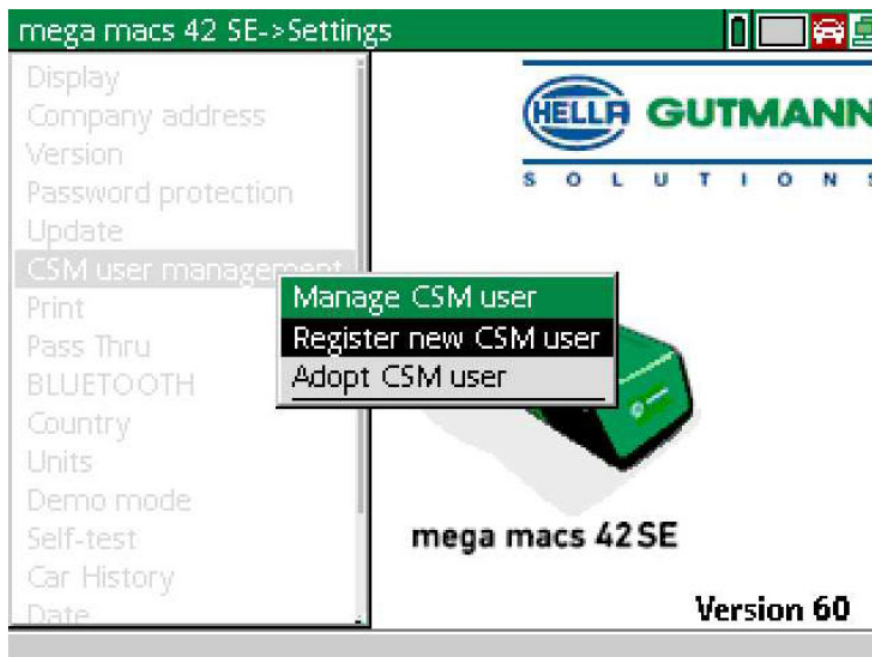 mega macs 42 SE->Settings
Display
Company address
Version
Password protection
Update
CSM user management
Print
Pass Thru
BLUETOOTH
Country
Units
Demo mode
Self-test
Car History
Date
Manage CSM user
Register new CSM user
Adopt CSM user
HELLA GUTMANN
SOLUTIONS
mega macs 42SE
Version 60